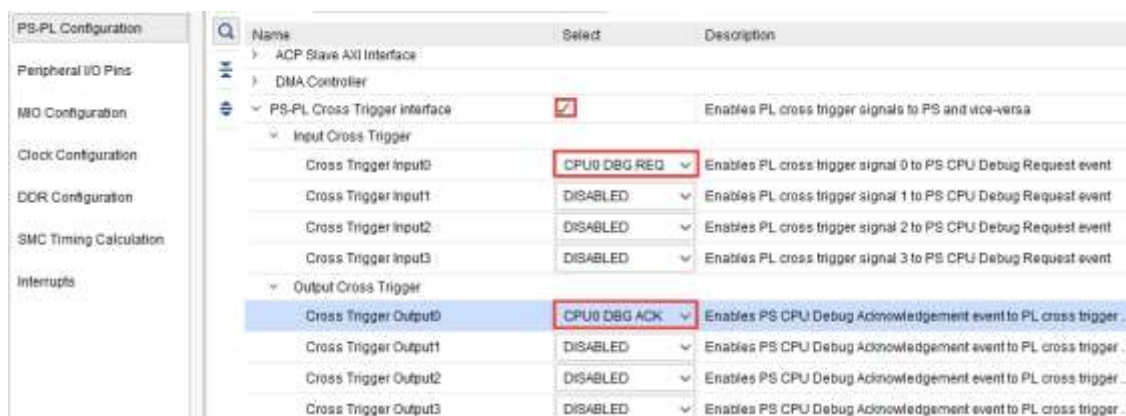 PS-PL Configuration
Peripheral I/O Pins
MIO Configuration
Clock Configuration
DDR Configuration
SMC Timing Calculation
Interrupts
Name Select Description
ACP Slave AXI Interface
DMA Controller
PS-PL Cross Trigger interface Enables PL cross trigger signals to PS and vice-versa
Input Cross Trigger
Cross Trigger Input0 CPU0 DBG REQ Enables PL cross trigger signal 0 to PS CPU Debug Request event
Cross Trigger Input1 DISABLED Enables PL cross trigger signal 1 to PS CPU Debug Request event
Cross Trigger Input2 DISABLED Enables PL cross trigger signal 2 to PS CPU Debug Request event
Cross Trigger Input3 DISABLED Enables PL cross trigger signal 3 to PS CPU Debug Request event
Output Cross Trigger
Cross Trigger Output0 CPU0 DBG ACK Enables PS CPU Debug Acknowledgement event to PL cross trigger ..
Cross Trigger Output1 DISABLED Enables PS CPU Debug Acknowledgement event to PL cross trigger ..
Cross Trigger Output2 DISABLED Enables PS CPU Debug Acknowledgement event to PL cross trigger ..
Cross Trigger Output3 DISABLED Enables PS CPU Debug Acknowledgement event to PL cross trigger ..